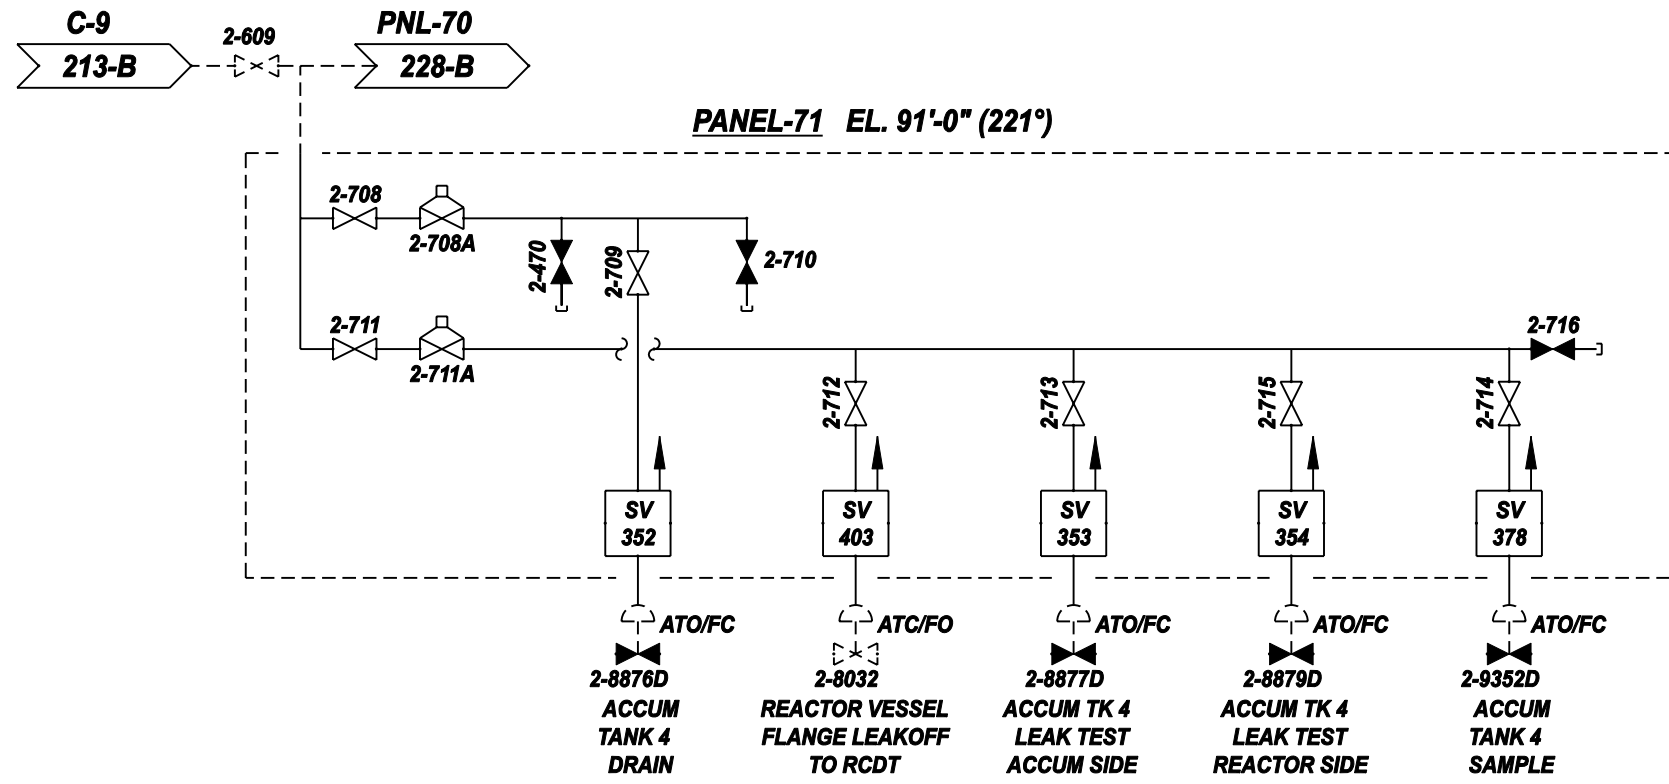 C-9
213-B
2-609
PNL-70
228-B
PANEL-71 EL. 91'-0" (221°)
2-708
2-708A
2-470
2-709
2-710
2-711
2-711A
2-716
2-712
2-713
2-715
2-714
SV
352
SV
403
SV
353
SV
354
SV
378
ATO/FC
ATC/FO
ATO/FC
ATO/FC
ATO/FC
2-8876D
ACCUM
TANK 4
DRAIN
2-8032
REACTOR VESSEL
FLANGE LEAKOFF
TO RCDT
2-8877D
ACCUM TK 4
LEAK TEST
ACCUM SIDE
2-8879D
ACCUM TK 4
LEAK TEST
REACTOR SIDE
2-9352D
ACCUM
TANK 4
SAMPLE